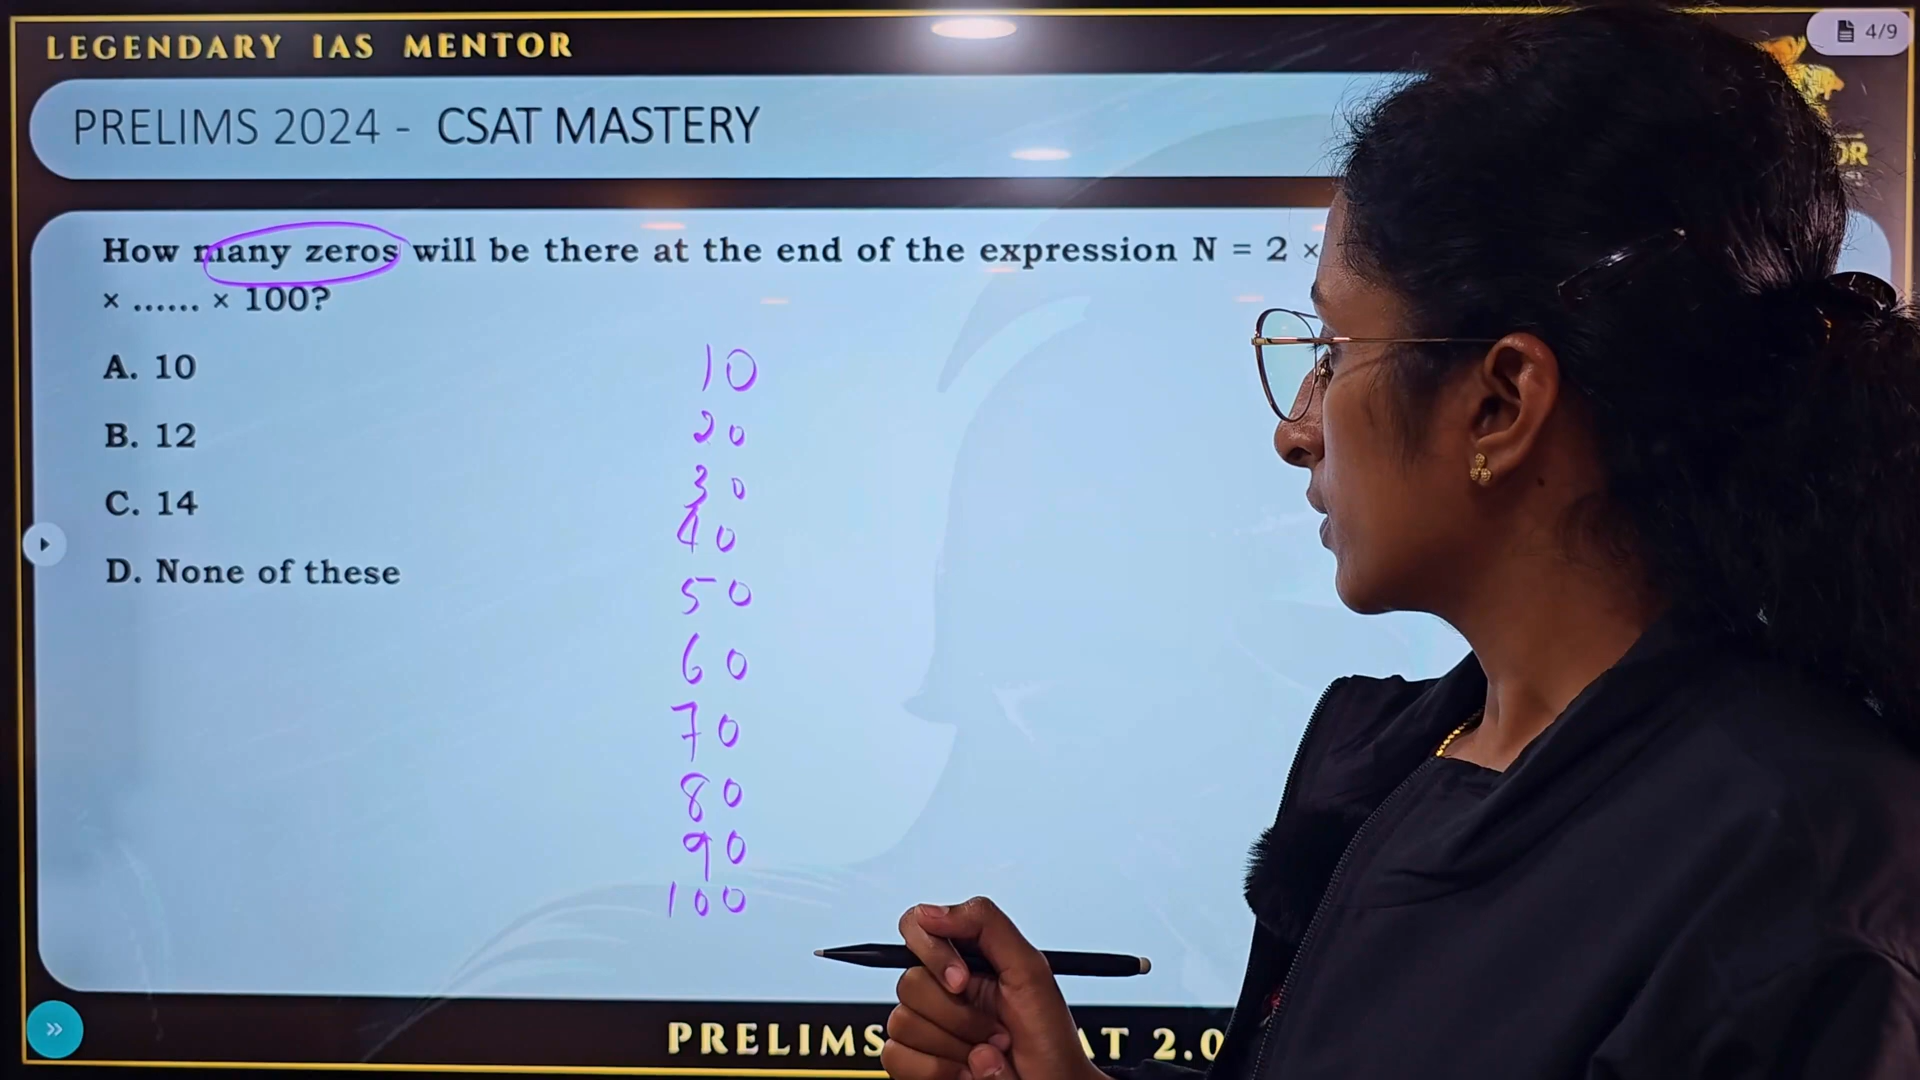 LEGENDARY IAS MENTOR
4/9
PRELIMS 2024 - CSAT MASTERY
How many zeros will be there at the end of the expression N = 2 ×
× ...... × 100?
A. 10
B. 12
C. 14
D. None of these
10
20
30
40
50
60
70
80
90
100
PRELIMS
2.0